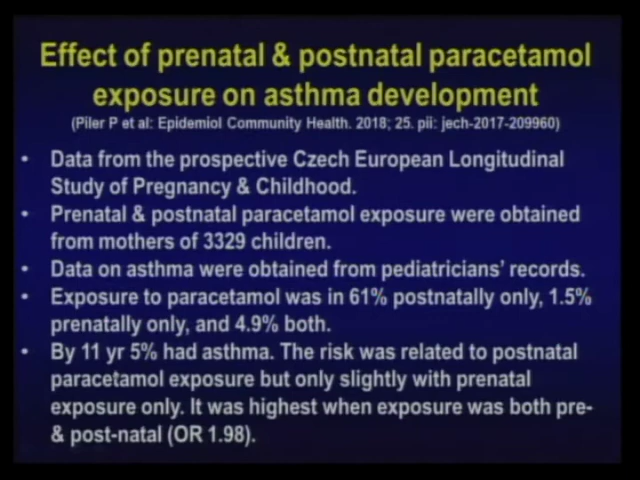 Effect of prenatal & postnatal paracetamol
exposure on asthma development
(Piler P et al: Epidemiol Community Health. 2018; 25. pii: jech-2017-209960)
• Data from the prospective Czech European Longitudinal
Study of Pregnancy & Childhood.
• Prenatal & postnatal paracetamol exposure were obtained
from mothers of 3329 children.
• Data on asthma were obtained from pediatricians’ records.
• Exposure to paracetamol was in 61% postnatally only, 1.5%
prenatally only, and 4.9% both.
• By 11 yr 5% had asthma. The risk was related to postnatal
paracetamol exposure but only slightly with prenatal
exposure only. It was highest when exposure was both pre-
& post-natal (OR 1.98).